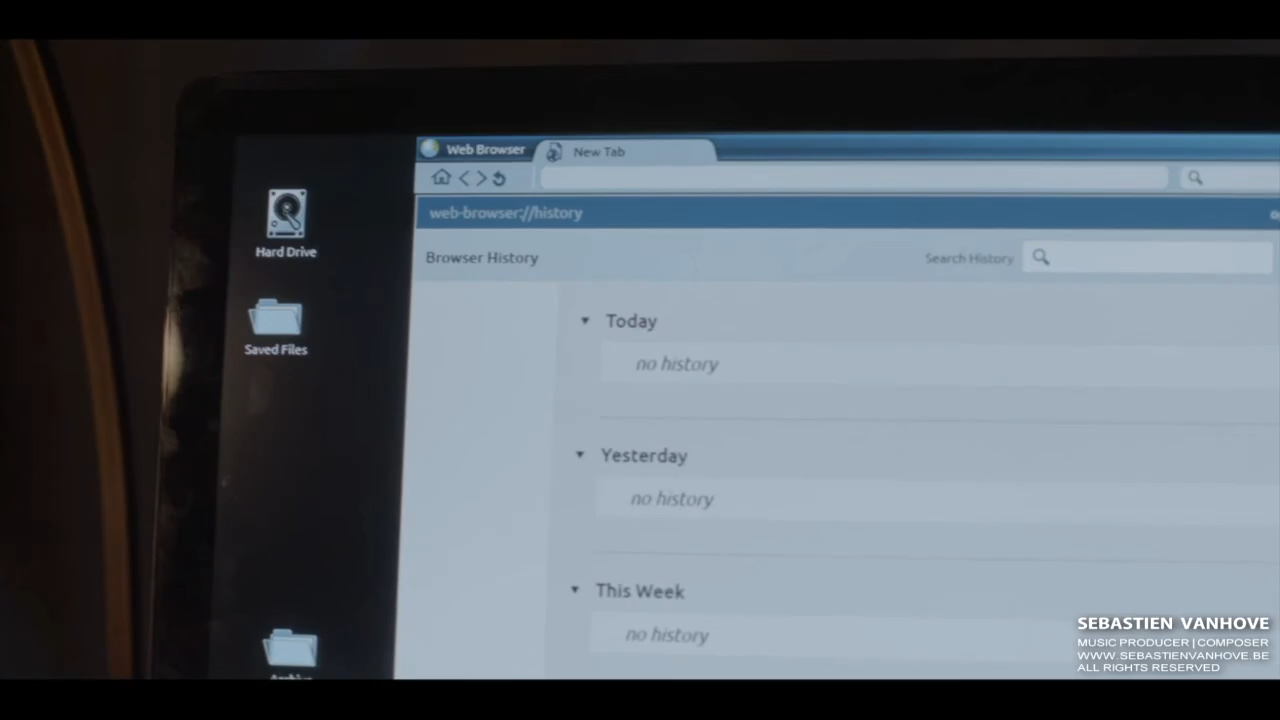 Web Browser
New Tab
web-browser://history
Browser History
Search History
Hard Drive
Saved Files
Today
no history
Yesterday
no history
This Week
no history
SEBASTIEN VANHOVE
MUSIC PRODUCER | COMPOSER
WWW.SEBASTIENVANHOVE.BE
ALL RIGHTS RESERVED